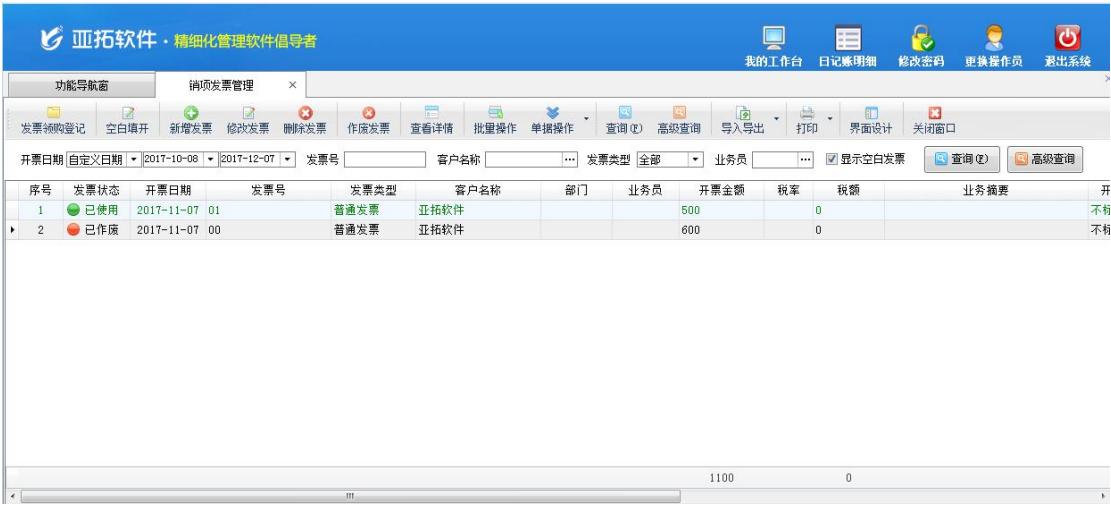 亚拓软件·精细化管理软件倡导者
我的工作台 日记账明细 修改密码 更换操作员 退出系统
功能导航窗 销项发票管理 ×
发票领购登记 空白填开 新增发票 修改发票 删除发票 作废发票 查看详情 批量操作 单据操作 查询(F) 高级查询 导入导出 打印 界面设计 关闭窗口
开票日期 自定义日期 2017-10-08 2017-12-07 发票号 客户名称 ... 发票类型 全部 业务员 ... 显示空白发票 查询(F) 高级查询
序号 发票状态 开票日期 发票号 发票类型 客户名称 部门 业务员 开票金额 税率 税额 业务摘要 开
1 已使用 2017-11-07 01 普通发票 亚拓软件 500 0 不标
2 已作废 2017-11-07 00 普通发票 亚拓软件 600 0 不标
1100 0